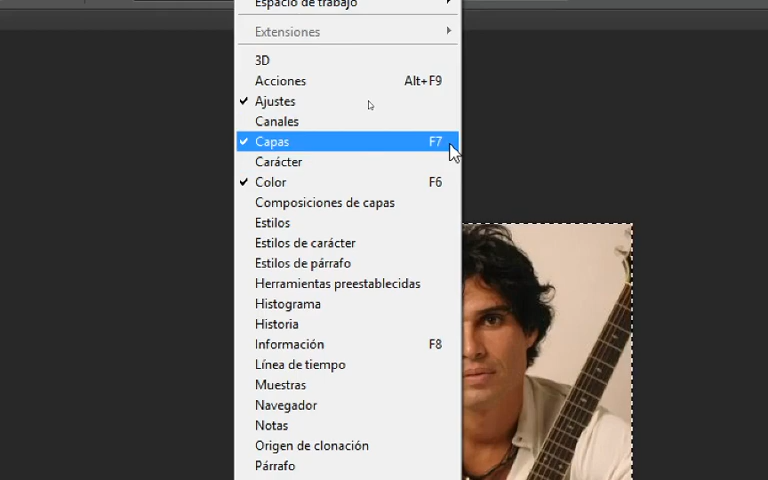 Espacio de trabajo
Extensiones
3D
Acciones Alt+F9
Ajustes
Canales
Capas F7
Carácter
Color F6
Composiciones de capas
Estilos
Estilos de carácter
Estilos de párrafo
Herramientas preestablecidas
Histograma
Historia
Información F8
Línea de tiempo
Muestras
Navegador
Notas
Origen de clonación
Párrafo